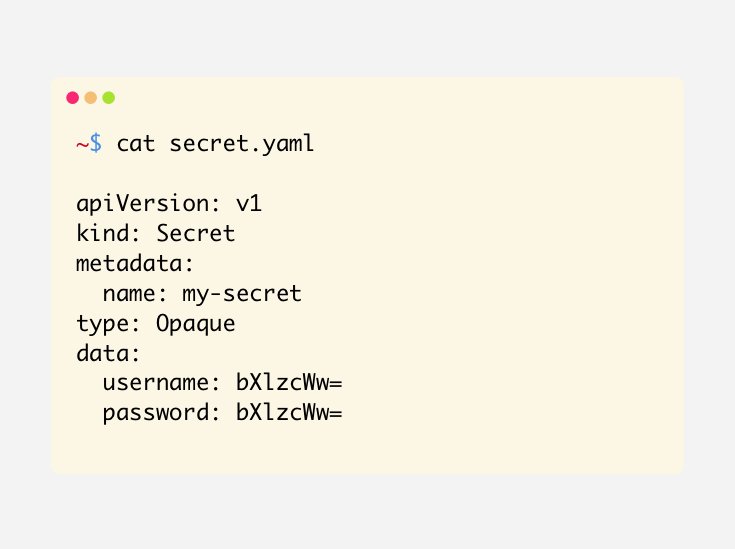 ~$ cat secret.yaml

apiVersion: v1
kind: Secret
metadata:
  name: my-secret
type: Opaque
data:
  username: bXlzcWw=
  password: bXlzcWw=